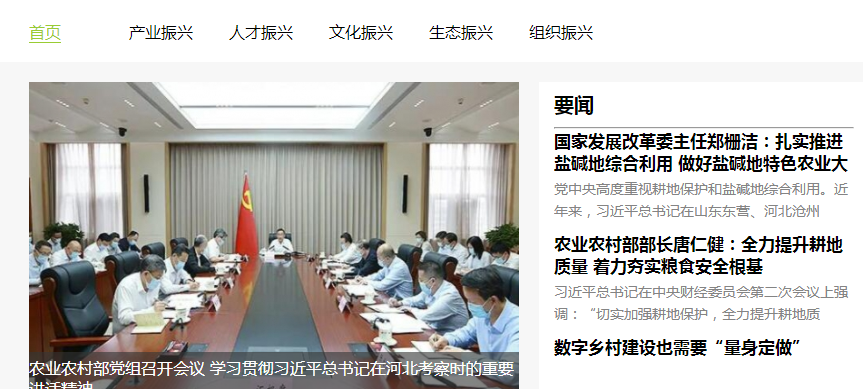 首页 产业振兴 人才振兴 文化振兴 生态振兴 组织振兴
农业农村部党组召开会议 学习贯彻习近平总书记在河北考察时的重要
讲话精神
要闻
国家发展改革委主任郑栅洁：扎实推进
盐碱地综合利用 做好盐碱地特色农业大
党中央高度重视耕地保护和盐碱地综合利用。近
年来，习近平总书记在山东东营、河北沧州
农业农村部部长唐仁健：全力提升耕地
质量 着力夯实粮食安全根基
习近平总书记在中央财经委员会第二次会议上强
调：“切实加强耕地保护，全力提升耕地质
数字乡村建设也需要“量身定做”